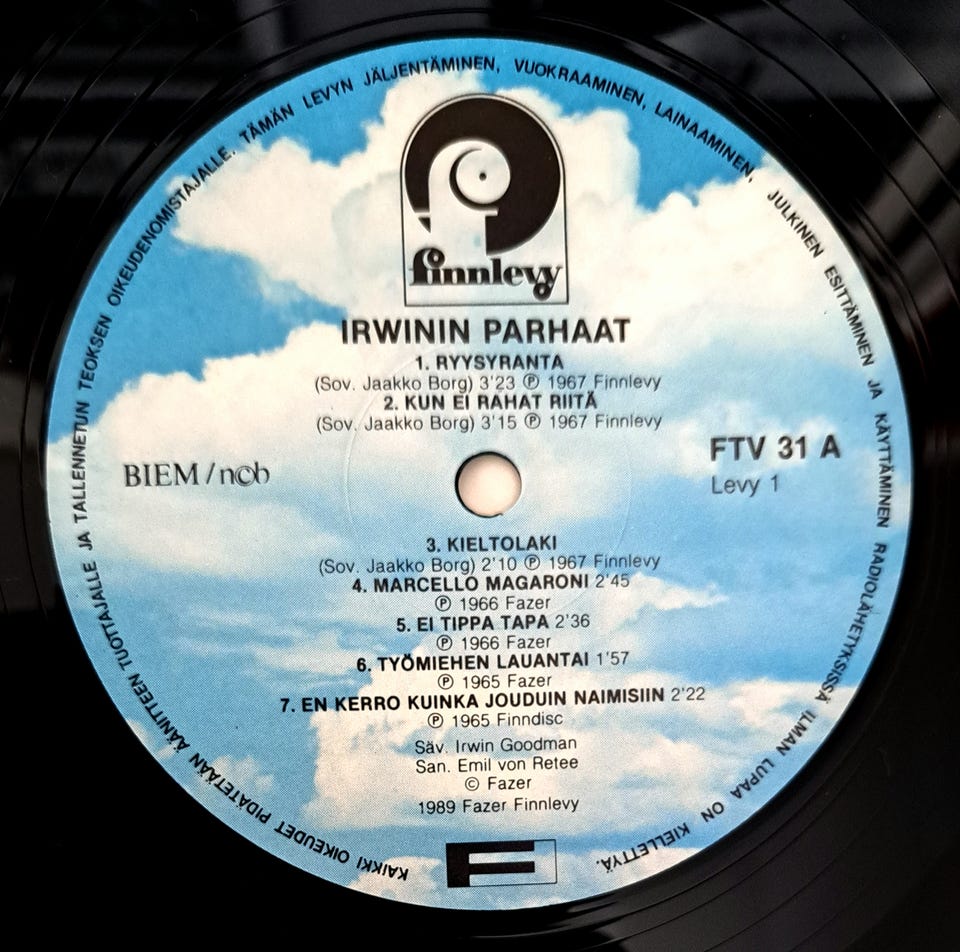 KAIKKI OIKEUDET PIDÄTETÄÄN ÄÄNITTEEN TUOTTAJALLE JA TALLENNETUN TEOKSEN OIKEUDENOMISTAJALLE. TÄMÄN LEVYN JÄLJENTÄMINEN, VUOKRAAMINEN, LAINAAMINEN, JULKINEN ESITTÄMINEN JA KÄYTTÄMINEN RADIOLÄHETYKSISSÄ ILMAN LUPAA ON KIELLETTYÄ.
finnlevy
IRWININ PARHAAT
1. RYYSYRANTA
(Sov. Jaakko Borg) 3'23 Ⓟ 1967 Finnlevy
2. KUN EI RAHAT RIITÄ
(Sov. Jaakko Borg) 3'15 Ⓟ 1967 Finnlevy
BIEM/ncb
FTV 31 A
Levy 1
3. KIELTOLAKI
(Sov. Jaakko Borg) 2'10 Ⓟ 1967 Finnlevy
4. MARCELLO MAGARONI 2'45
Ⓟ 1966 Fazer
5. EI TIPPA TAPA 2'36
Ⓟ 1966 Fazer
6. TYÖMIEHEN LAUANTAI 1'57
Ⓟ 1965 Fazer
7. EN KERRO KUINKA JOUDUIN NAIMISIIN 2'22
Ⓟ 1965 Finndisc
Säv. Irwin Goodman
San. Emil von Retee
© Fazer
1989 Fazer Finnlevy
F